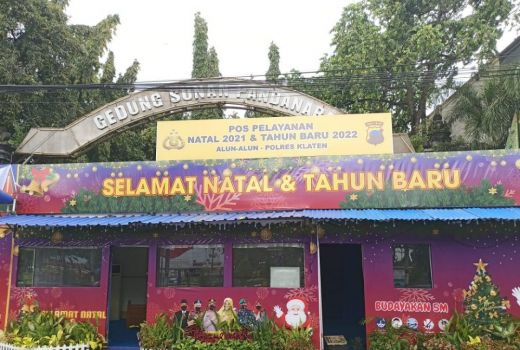 GEDUNG SUNAN PANDANARAN
POS PELAYANAN
NATAL 2021 & TAHUN BARU 2022
ALUN-ALUN - POLRES KLATEN
SELAMAT NATAL & TAHUN BARU
SELAMAT NATAL
BUDAYAKAN 5M